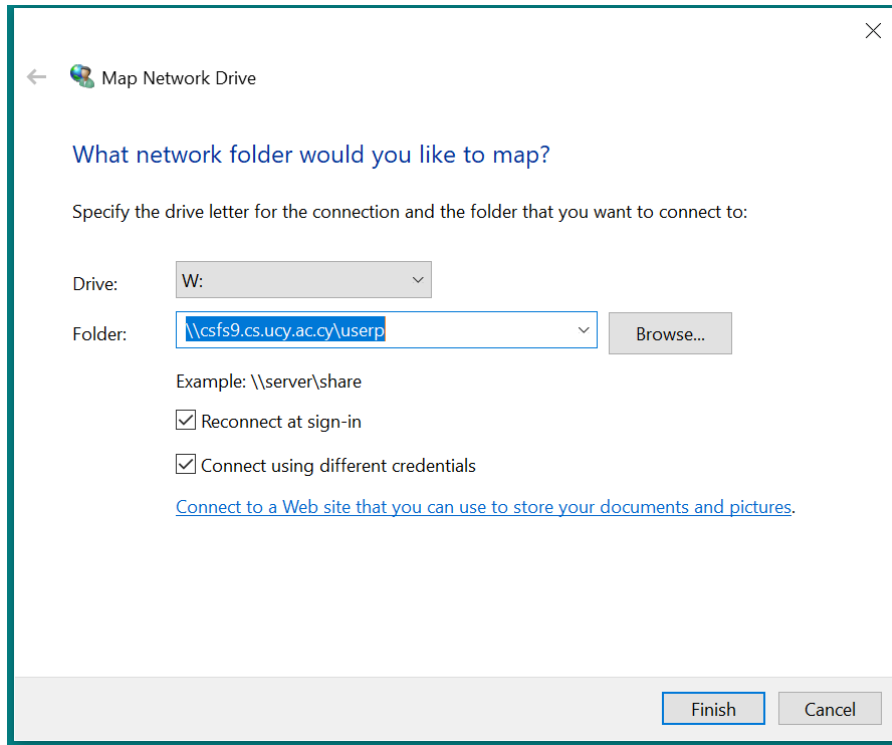 Map Network Drive
What network folder would you like to map?
Specify the drive letter for the connection and the folder that you want to connect to:
Drive: W:
Folder: \\csfs9.cs.ucy.ac.cy\userp Browse...
Example: \\server\share
Reconnect at sign-in
Connect using different credentials
Connect to a Web site that you can use to store your documents and pictures.
Finish Cancel